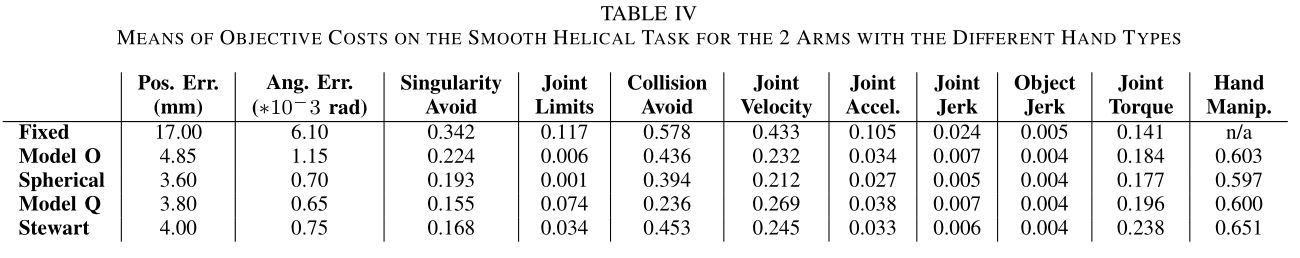 TABLE IV
MEANS OF OBJECTIVE COSTS ON THE SMOOTH HELICAL TASK FOR THE 2 ARMS WITH THE DIFFERENT HAND TYPES
Pos. Err. Ang. Err. Singularity Joint Collision Joint Joint Joint Object Joint Hand
(mm) (*10⁻3 rad) Avoid Limits Avoid Velocity Accel. Jerk Jerk Torque Manip.
Fixed 17.00 6.10 0.342 0.117 0.578 0.433 0.105 0.024 0.005 0.141 n/a
Model O 4.85 1.15 0.224 0.006 0.436 0.232 0.034 0.007 0.004 0.184 0.603
Spherical 3.60 0.70 0.193 0.001 0.394 0.212 0.027 0.005 0.004 0.177 0.597
Model Q 3.80 0.65 0.155 0.074 0.236 0.269 0.038 0.007 0.004 0.196 0.600
Stewart 4.00 0.75 0.168 0.034 0.453 0.245 0.033 0.006 0.004 0.238 0.651